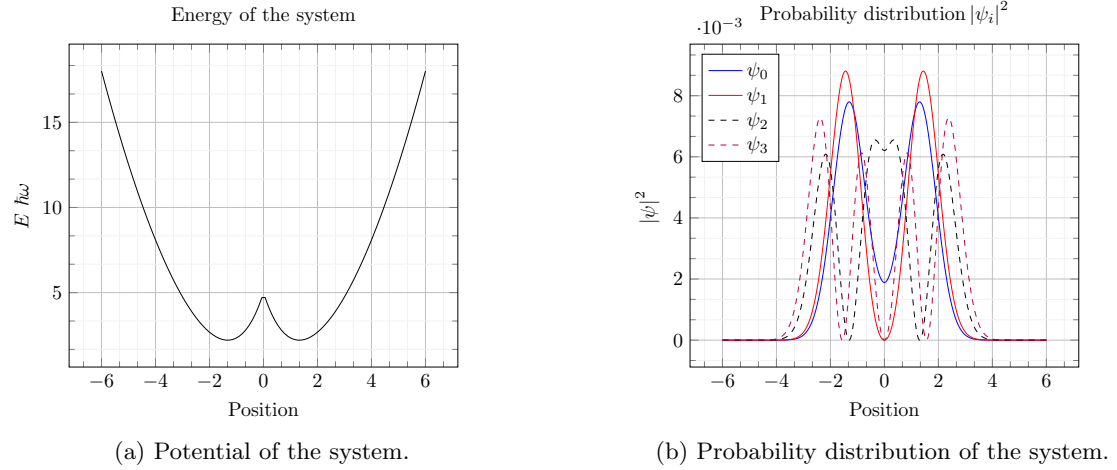 Energy of the system
15
10
5
−6
−4
−2
0
2
4
6
E ℏω
Position
(a) Potential of the system.
Probability distribution |ψᵢ|²
·10⁻³
ψ₀
ψ₁
ψ₂
ψ₃
8
6
4
2
0
−6
−4
−2
0
2
4
6
|ψ|²
Position
(b) Probability distribution of the system.